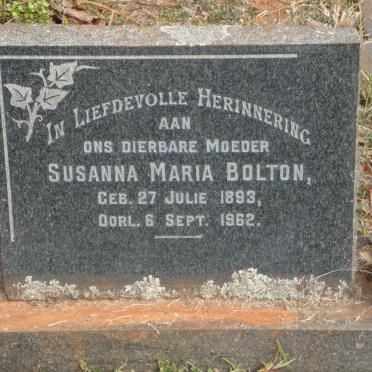 In Liefdevolle Herinnering
aan
ons dierbare Moeder
Susanna Maria Bolton,
Geb. 27 Julie 1893,
Oorl. 6 Sept. 1962.